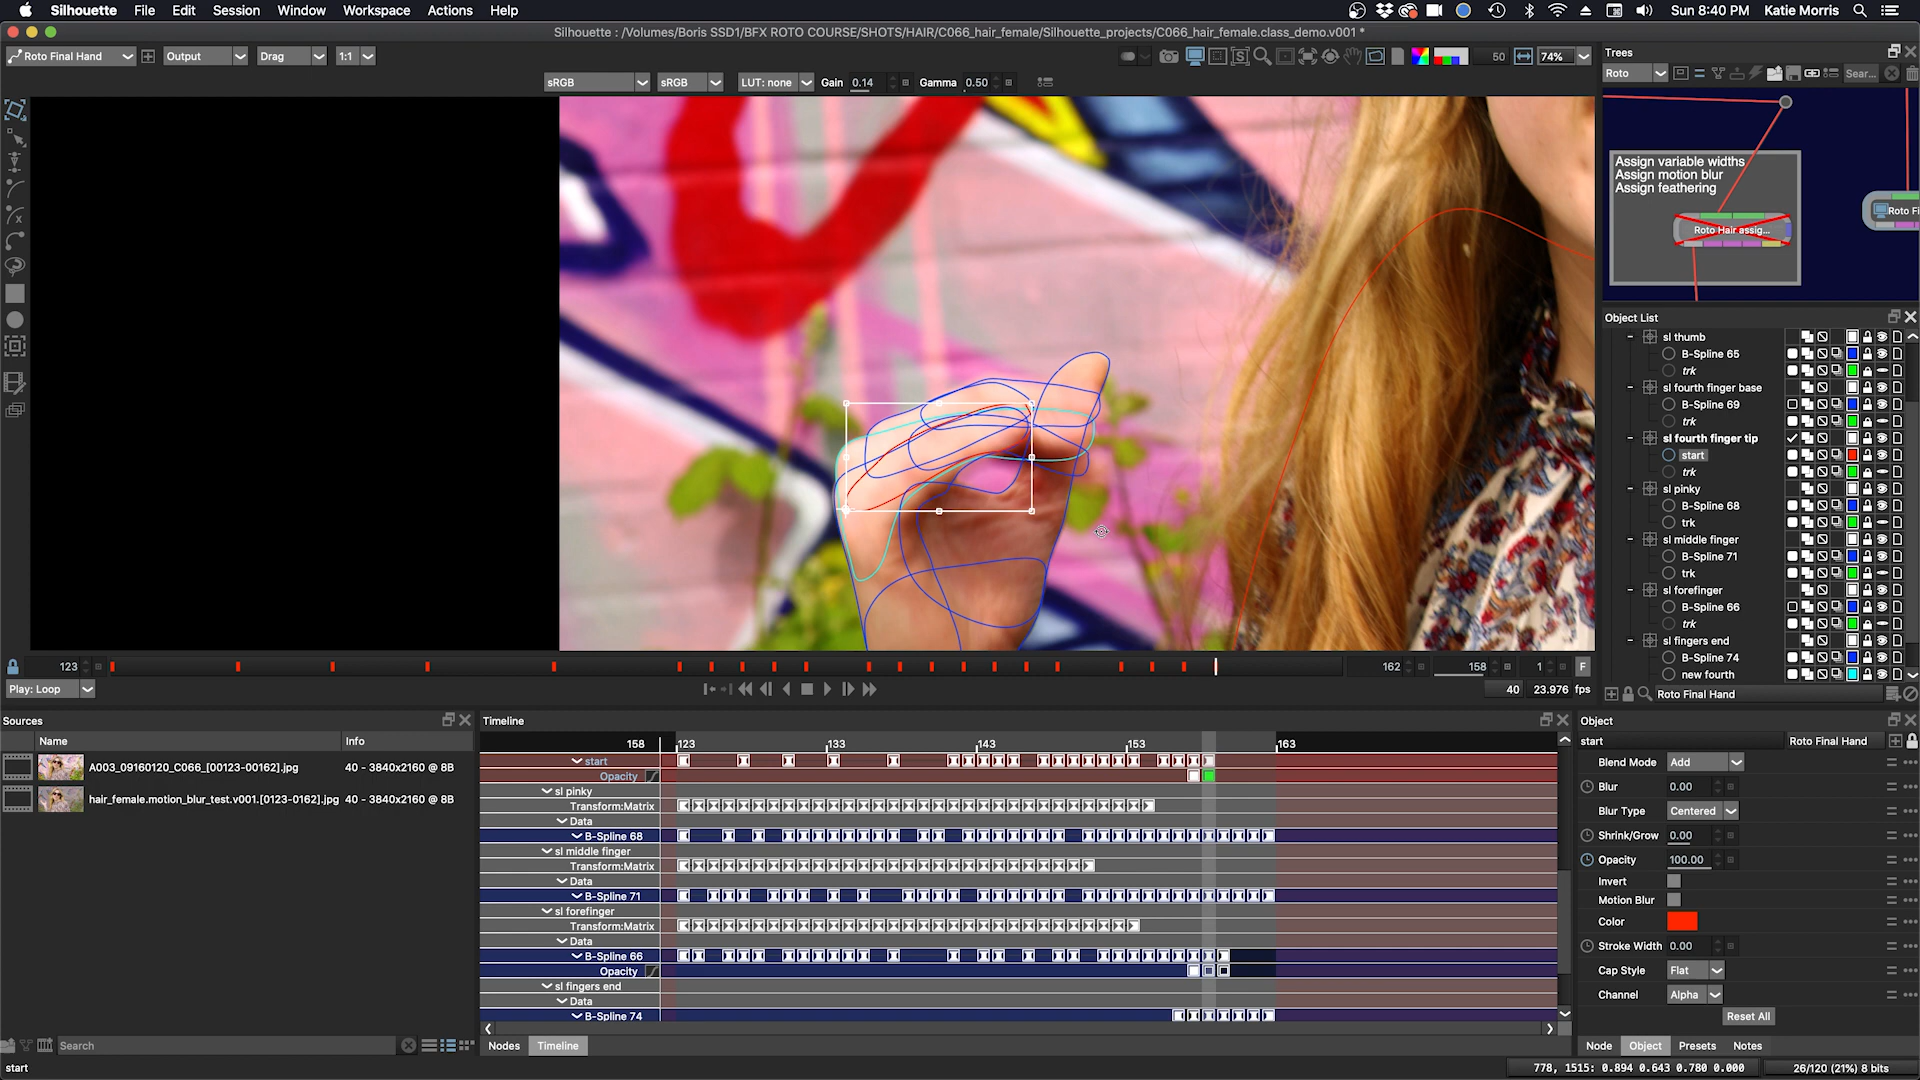 Silhouette File Edit Session Window Workspace Actions Help Sun 8:40 PM Katie Morris
Silhouette : /Volumes/Boris SSD1/BFX ROTO COURSE/SHOTS/HAIR/C066_hair_female/Silhouette_projects/C066_hair_female.class_demo.v001 *
Roto Final Hand Output Drag 1:1 50 74%
sRGB sRGB LUT: none Gain 0.14 Gamma 0.50
Trees
Roto Sear...
Assign variable widths
Assign motion blur
Assign feathering
Roto Hair assig...
Roto Fi
Object List
sl thumb
B-Spline 65
trk
sl fourth finger base
B-Spline 69
trk
sl fourth finger tip
start
trk
sl pinky
B-Spline 68
trk
sl middle finger
B-Spline 71
trk
sl forefinger
B-Spline 66
trk
sl fingers end
B-Spline 74
new fourth
Roto Final Hand
123 162 158 1 F
Play: Loop 40 23.976 fps
Sources
Name Info
A003_09160120_C066_[00123-00162].jpg 40 - 3840x2160 @ 8B
hair_female.motion_blur_test.v001.[0123-0162].jpg 40 - 3840x2160 @ 8B
Search
start
Timeline
158 123 133 143 153 163
start
Opacity
sl pinky
Transform:Matrix
Data
B-Spline 68
sl middle finger
Transform:Matrix
Data
B-Spline 71
sl forefinger
Transform:Matrix
Data
B-Spline 66
Opacity
sl fingers end
Data
B-Spline 74
Nodes Timeline
Object
start Roto Final Hand
Blend Mode Add
Blur 0.00
Blur Type Centered
Shrink/Grow 0.00
Opacity 100.00
Invert
Motion Blur
Color
Stroke Width 0.00
Cap Style Flat
Channel Alpha
Reset All
Node Object Presets Notes
778, 1515: 0.894 0.643 0.780 0.000 26/120 (21%) 8 bits